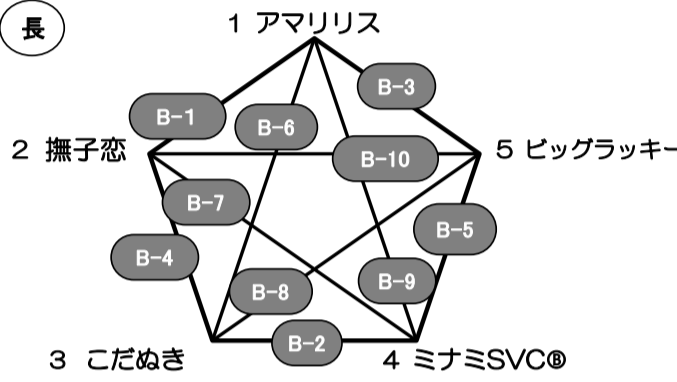 長
1 アマリリス
B-3
B-1
B-6
2 撫子恋
B-10
5 ビッグラッキー
B-7
B-5
B-4
B-8
B-9
B-2
3 こだぬき
4 ミナミSVCⒷ